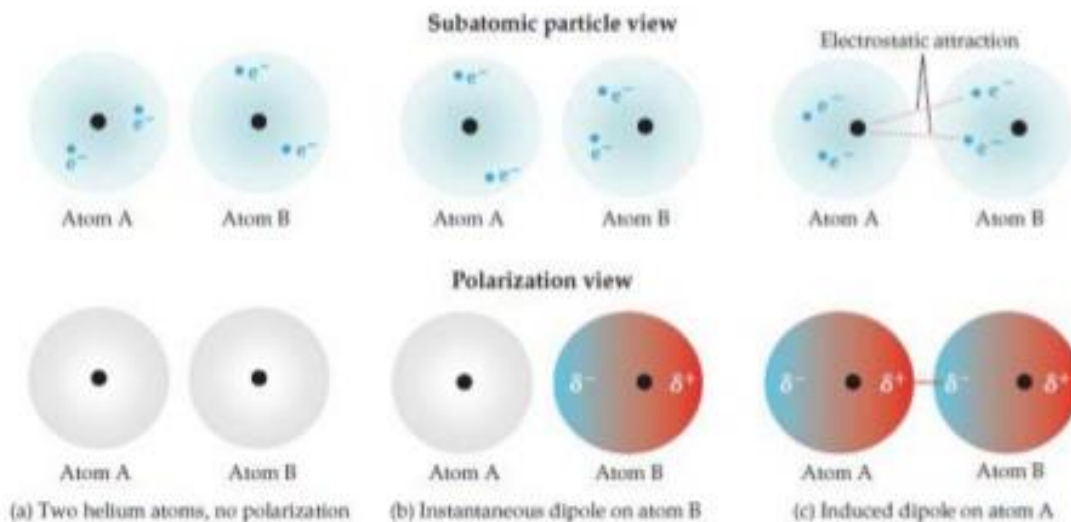 Subatomic particle view
Electrostatic attraction
e⁻
e⁻
e⁻
e⁻
e⁻
e⁻
e⁻
e⁻
e⁻
e⁻
e⁻
e⁻
Atom A
Atom B
Atom A
Atom B
Atom A
Atom B
Polarization view
δ⁻ δ⁺
δ⁻ δ⁺
δ⁻ δ⁺
Atom A
Atom B
Atom A
Atom B
Atom A
Atom B
(a) Two helium atoms, no polarization
(b) Instantaneous dipole on atom B
(c) Induced dipole on atom A